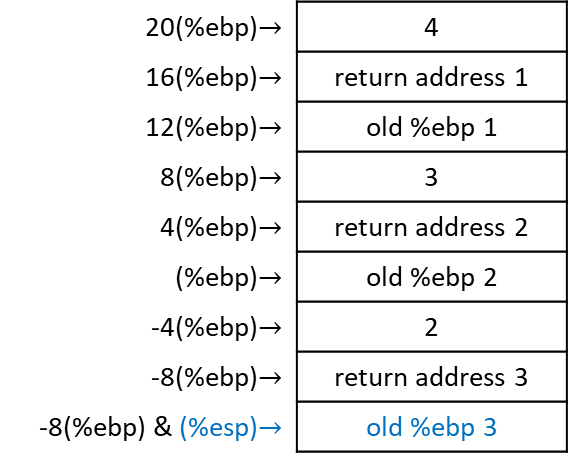 20(%ebp)→ 4
16(%ebp)→ return address 1
12(%ebp)→ old %ebp 1
8(%ebp)→ 3
4(%ebp)→ return address 2
(%ebp)→ old %ebp 2
-4(%ebp)→ 2
-8(%ebp)→ return address 3
-8(%ebp) & (%esp)→ old %ebp 3